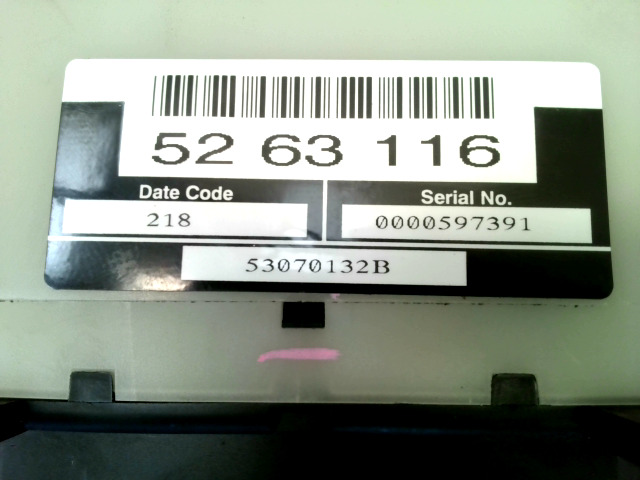 52 63 116
Date Code
Serial No.
218
0000597391
53070132B